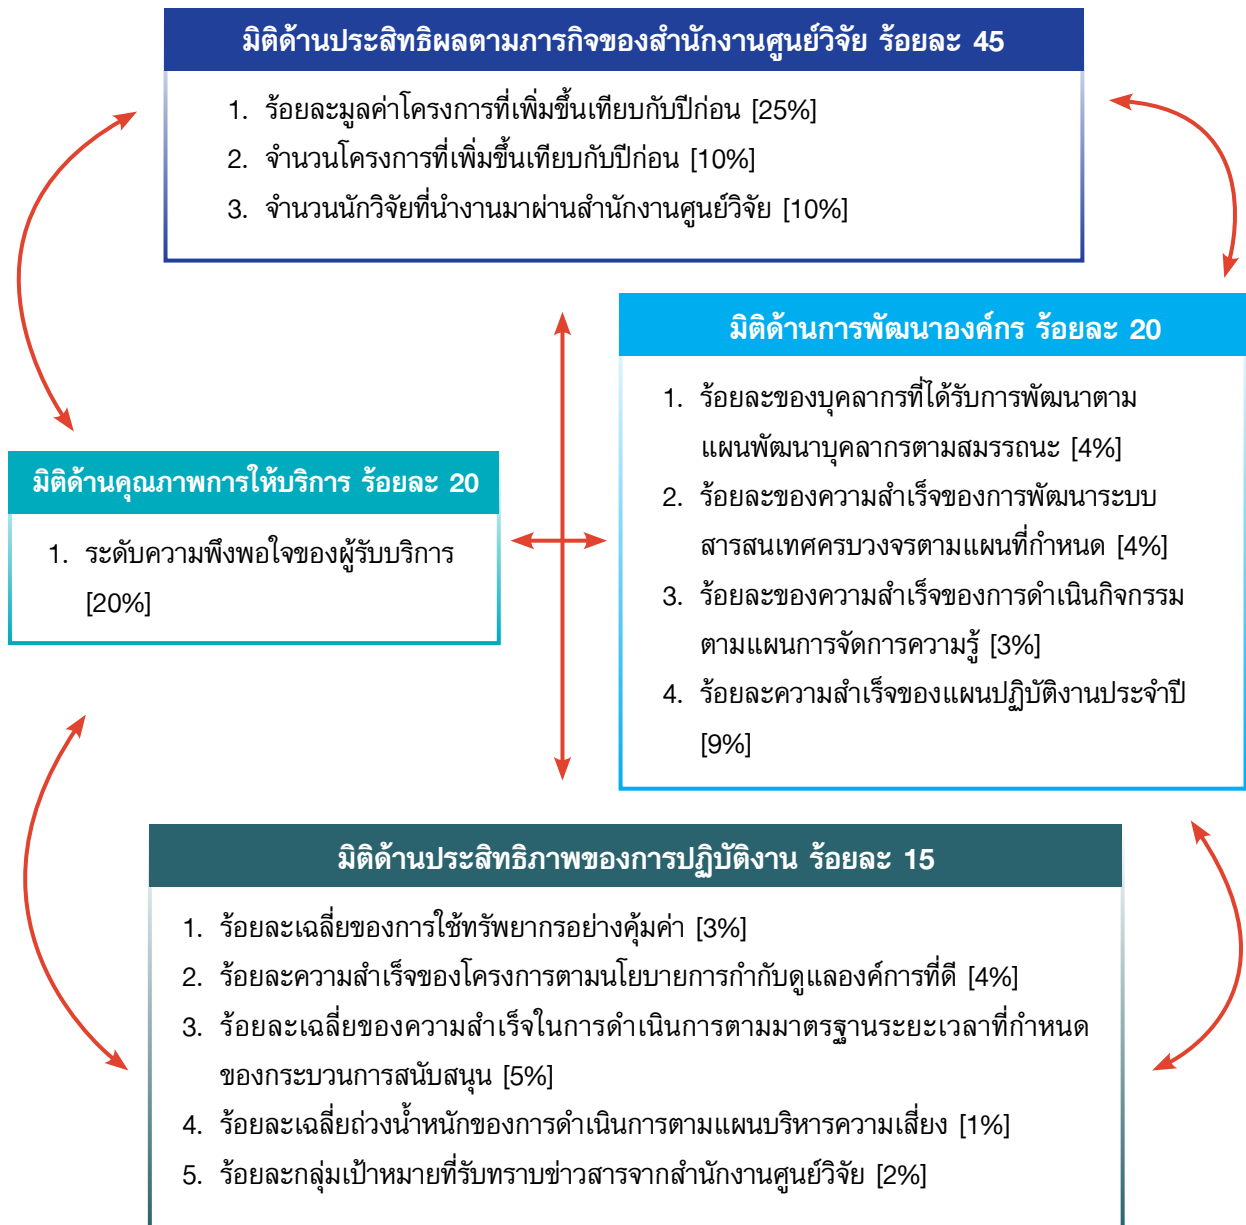 มิติด้านประสิทธิผลตามภารกิจของสำนักงานศูนย์วิจัย ร้อยละ 45
1. ร้อยละมูลค่าโครงการที่เพิ่มขึ้นเทียบกับปีก่อน [25%]
2. จำนวนโครงการที่เพิ่มขึ้นเทียบกับปีก่อน [10%]
3. จำนวนนักวิจัยที่นำงานมาผ่านสำนักงานศูนย์วิจัย [10%]
มิติด้านการพัฒนาองค์กร ร้อยละ 20
1. ร้อยละของบุคลากรที่ได้รับการพัฒนาตาม
แผนพัฒนาบุคลากรตามสมรรถนะ [4%]
2. ร้อยละของความสำเร็จของการพัฒนาระบบ
สารสนเทศครบวงจรตามแผนที่กำหนด [4%]
3. ร้อยละของความสำเร็จของการดำเนินกิจกรรม
ตามแผนการจัดการความรู้ [3%]
4. ร้อยละความสำเร็จของแผนปฏิบัติงานประจำปี
[9%]
มิติด้านคุณภาพการให้บริการ ร้อยละ 20
1. ระดับความพึงพอใจของผู้รับบริการ
[20%]
มิติด้านประสิทธิภาพของการปฏิบัติงาน ร้อยละ 15
1. ร้อยละเฉลี่ยของการใช้ทรัพยากรอย่างคุ้มค่า [3%]
2. ร้อยละความสำเร็จของโครงการตามนโยบายการกำกับดูแลองค์การที่ดี [4%]
3. ร้อยละเฉลี่ยของความสำเร็จในการดำเนินการตามมาตรฐานระยะเวลาที่กำหนด
ของกระบวนการสนับสนุน [5%]
4. ร้อยละเฉลี่ยถ่วงน้ำหนักของการดำเนินการตามแผนบริหารความเสี่ยง [1%]
5. ร้อยละกลุ่มเป้าหมายที่รับทราบข่าวสารจากสำนักงานศูนย์วิจัย [2%]